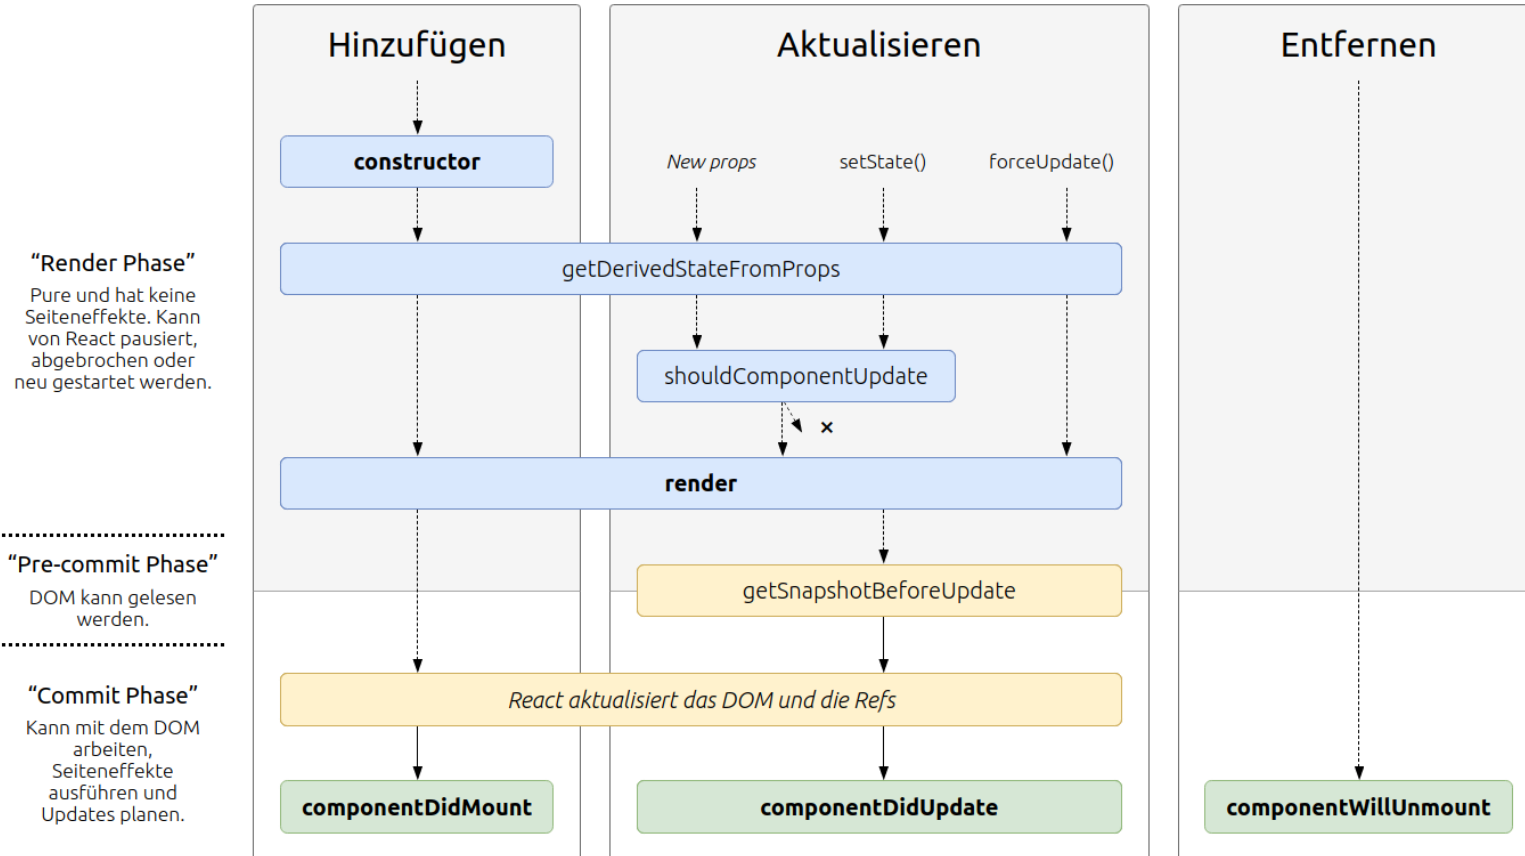 Hinzufügen
Aktualisieren
Entfernen
constructor
New props
setState()
forceUpdate()
“Render Phase”
Pure und hat keine
Seiteneffekte. Kann
von React pausiert,
abgebrochen oder
neu gestartet werden.
getDerivedStateFromProps
shouldComponentUpdate
×
render
“Pre-commit Phase”
DOM kann gelesen
werden.
getSnapshotBeforeUpdate
“Commit Phase”
Kann mit dem DOM
arbeiten,
Seiteneffekte
ausführen und
Updates planen.
React aktualisiert das DOM und die Refs
componentDidMount
componentDidUpdate
componentWillUnmount